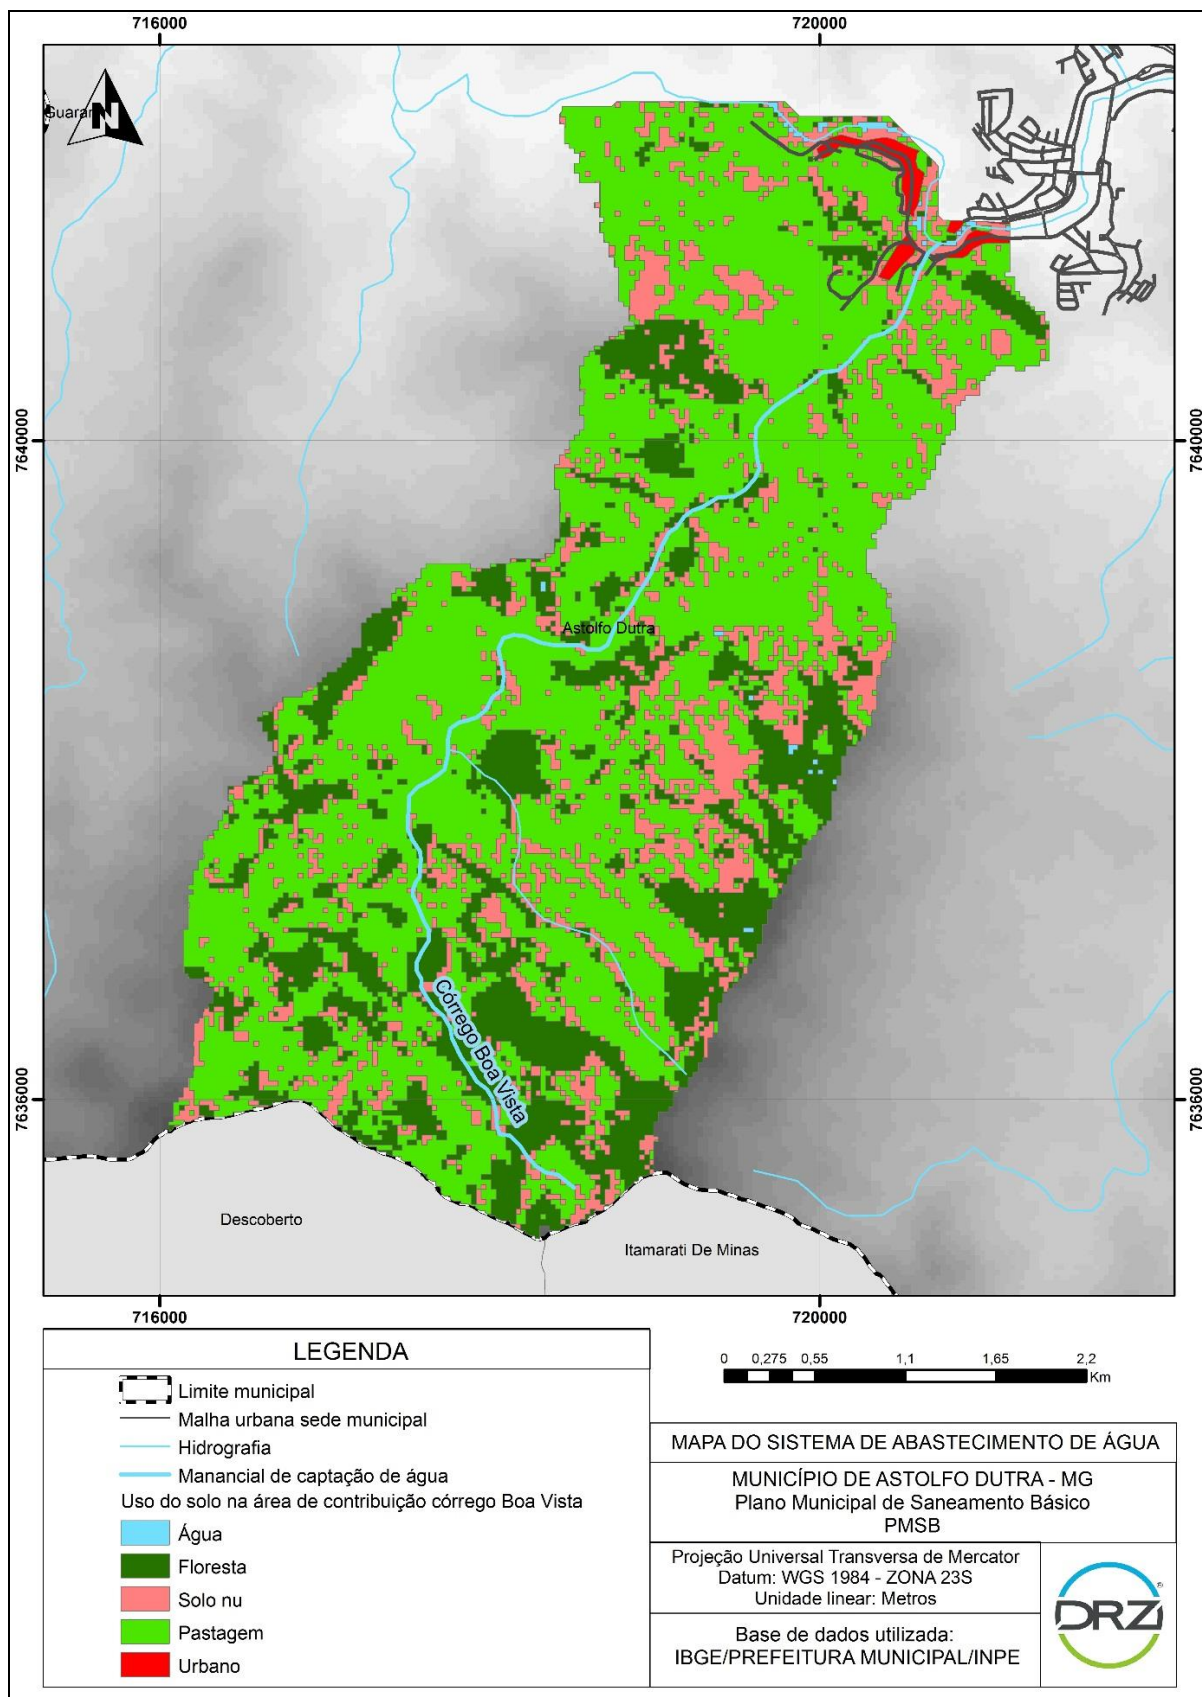 716000
720000
Guarani
N
7640000
7640000
Astolfo Dutra
Córrego Boa Vista
7636000
7636000
Descoberto
Itamarati De Minas
716000
720000
LEGENDA
Limite municipal
Malha urbana sede municipal
Hidrografia
Manancial de captação de água
Uso do solo na área de contribuição córrego Boa Vista
Água
Floresta
Solo nu
Pastagem
Urbano
0 0,275 0,55 1,1 1,65 2,2
Km
MAPA DO SISTEMA DE ABASTECIMENTO DE ÁGUA
MUNICÍPIO DE ASTOLFO DUTRA - MG
Plano Municipal de Saneamento Básico
PMSB
Projeção Universal Transversa de Mercator
Datum: WGS 1984 - ZONA 23S
Unidade linear: Metros
Base de dados utilizada:
IBGE/PREFEITURA MUNICIPAL/INPE
DRZ®